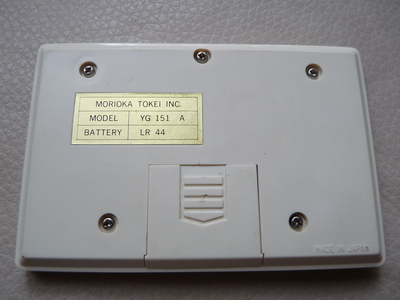 MORIOKA TOKEI INC.
MODEL YG 151 A
BATTERY LR 44
MADE IN JAPAN